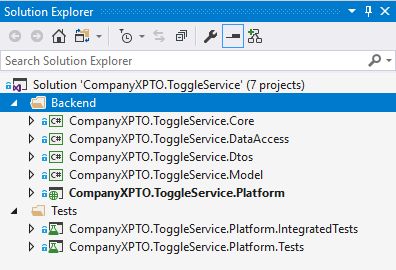 Solution Explorer
Search Solution Explorer
Solution 'CompanyXPTO.ToggleService' (7 projects)
Backend
C# CompanyXPTO.ToggleService.Core
C# CompanyXPTO.ToggleService.DataAccess
C# CompanyXPTO.ToggleService.Dtos
C# CompanyXPTO.ToggleService.Model
CompanyXPTO.ToggleService.Platform
Tests
CompanyXPTO.ToggleService.Platform.IntegratedTests
CompanyXPTO.ToggleService.Platform.Tests